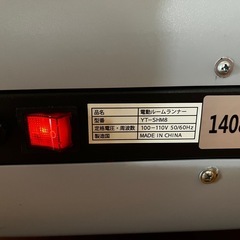 品名 電動ルームランナー
型番 YT-SHM8
定格電圧・周波数 100-110V 50/60Hz
製造国 MADE IN CHINA